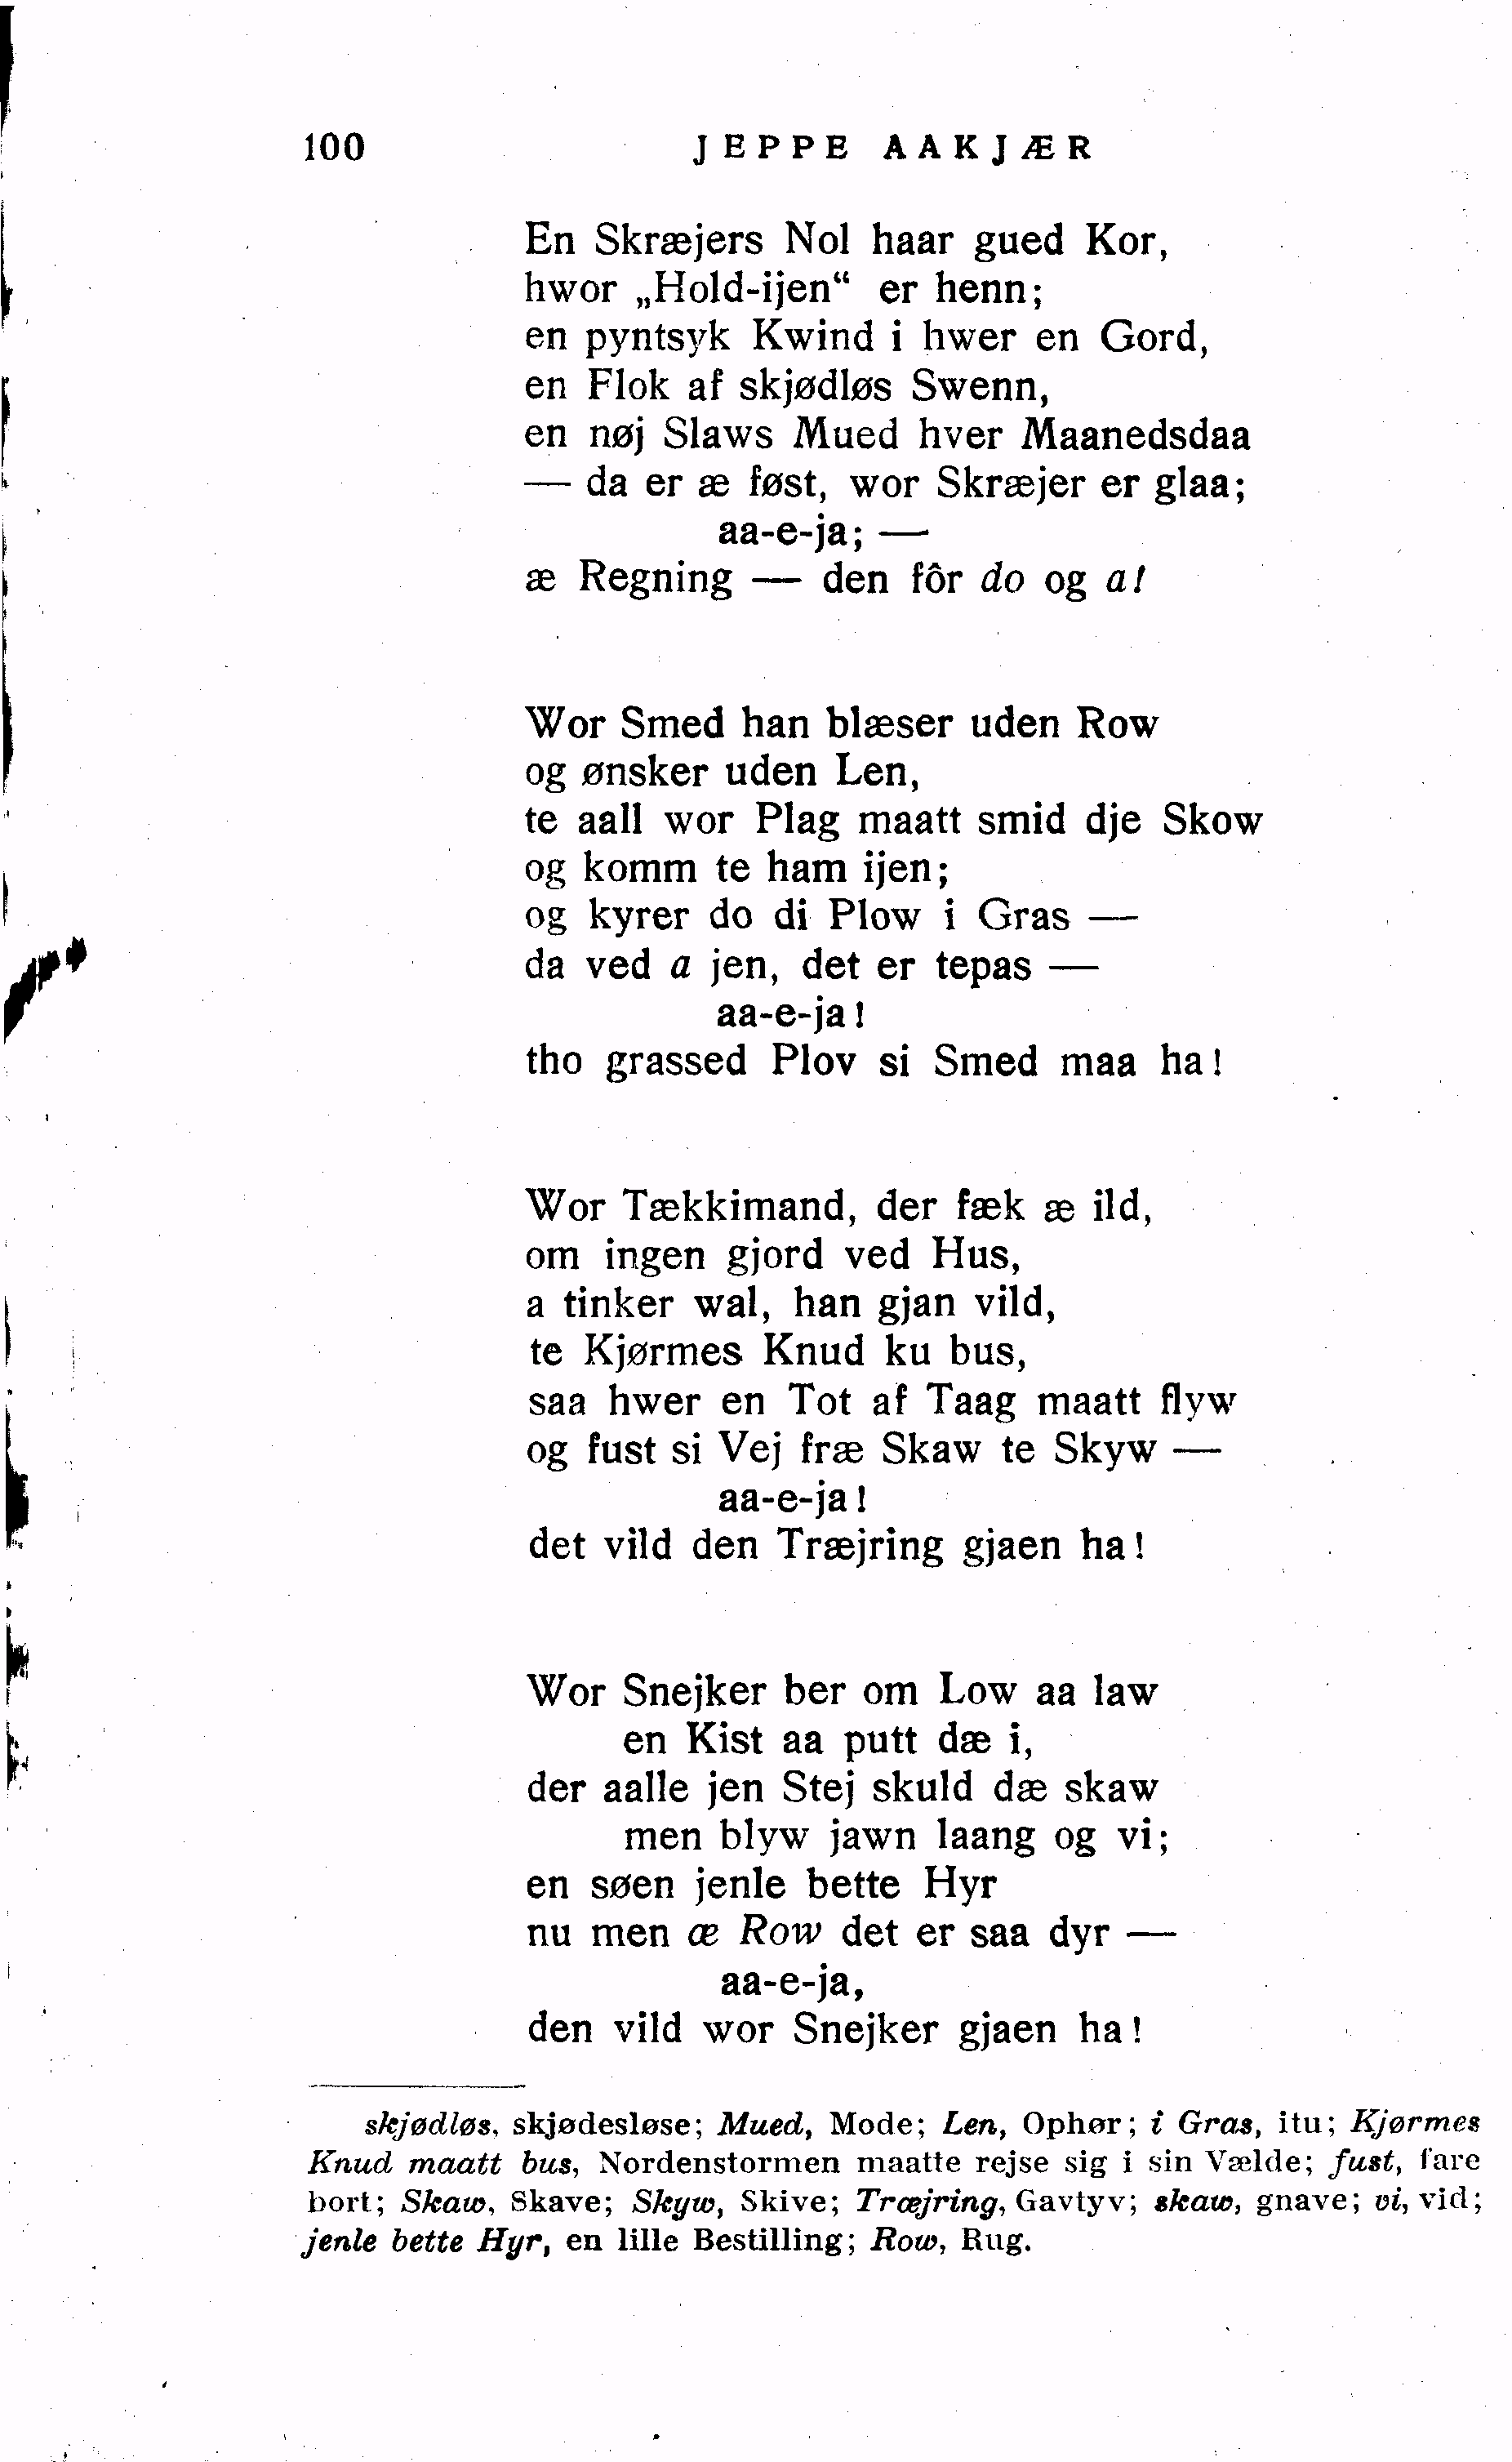 100 JEPPE AAKJÆR
En Skræjers Nol haar gued Kor,
hwor „Hold-ijen“ er henn;
en pyntsyk Kwind i hwer en Gord,
en Flok af skjødløs Swenn,
en nøj Slaws Mued hver Maanedsdaa
— da er æ føst, wor Skræjer er glaa;
aa-e-ja; —
æ Regning — den fôr do og a!
Wor Smed han blæser uden Row
og ønsker uden Len,
te aall wor Plag maatt smid dje Skow
og komm te ham ijen;
og kyrer do di Plow i Gras —
da ved a jen, det er tepas —
aa-e-ja!
tho grassed Plov si Smed maa ha!
Wor Tækkimand, der fæk æ ild,
om ingen gjord ved Hus,
a tinker wal, han gjan vild,
te Kjørmes Knud ku bus,
saa hwer en Tot af Taag maatt flyw
og fust si Vej fræ Skaw te Skyw —
aa-e-ja!
det vild den Træjring gjaen ha!
Wor Snejker ber om Low aa law
en Kist aa putt dæ i,
der aalle jen Stej skuld dæ skaw
men blyw jawn laang og vi;
en søen jenle bette Hyr
nu men æ Row det er saa dyr —
aa-e-ja,
den vild wor Snejker gjaen ha!
skjødløs, skjødesløse; Mued, Mode; Len, Ophør; i Gras, itu; Kjørmes
Knud maatt bus, Nordenstormen maatte rejse sig i sin Vælde; fust, fare
bort; Skaw, Skave; Skyw, Skive; Træjring, Gavtyv; skaw, gnave; vi, vid;
jenle bette Hyr, en lille Bestilling; Row, Rug.